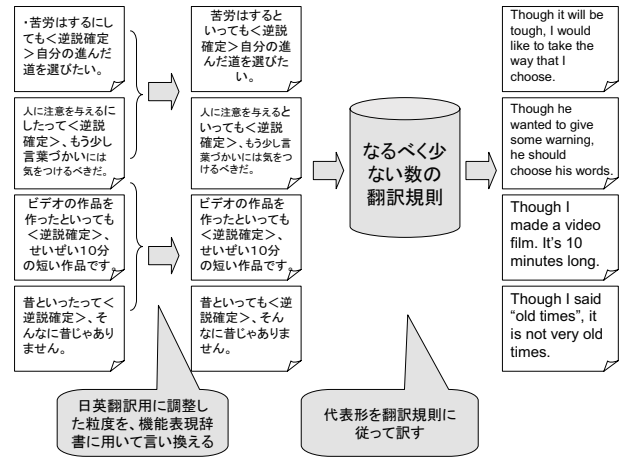 ・苦労はするにし
ても＜逆説確定
＞自分の進んだ
道を選びたい。
人に注意を与えるに
したって＜逆説
確定＞、もう少し
言葉づかいには
気をつけるべきだ。
ビデオの作品を
作ったといっても
＜逆説確定＞、
せいぜい１０分
の短い作品です。
昔といったって＜
逆説確定＞、そ
んなに昔じゃあり
ません。
苦労はすると
いっても＜逆説
確定＞自分の進
んだ道を選びた
い。
人に注意を与えると
いっても＜逆説
確定＞、もう少し言
葉づかいには気をつ
けるべきだ。
ビデオの作品を
作ったといっても
＜逆説確定＞、
せいぜい１０分
の短い作品です。
昔といっても＜逆
説確定＞、そん
なに昔じゃありま
せん。
なるべく少
ない数の
翻訳規則
Though it will be
tough, I would
like to take the
way that I
choose.
Though he
wanted to give
some warning,
he should
choose his words.
Though I
made a video
film. It's 10
minutes long.
Though I said
“old times”, it
is not very old
times.
日英翻訳用に調整し
た粒度を、機能表現辞
書に用いて言い換える
代表形を翻訳規則に
従って訳す